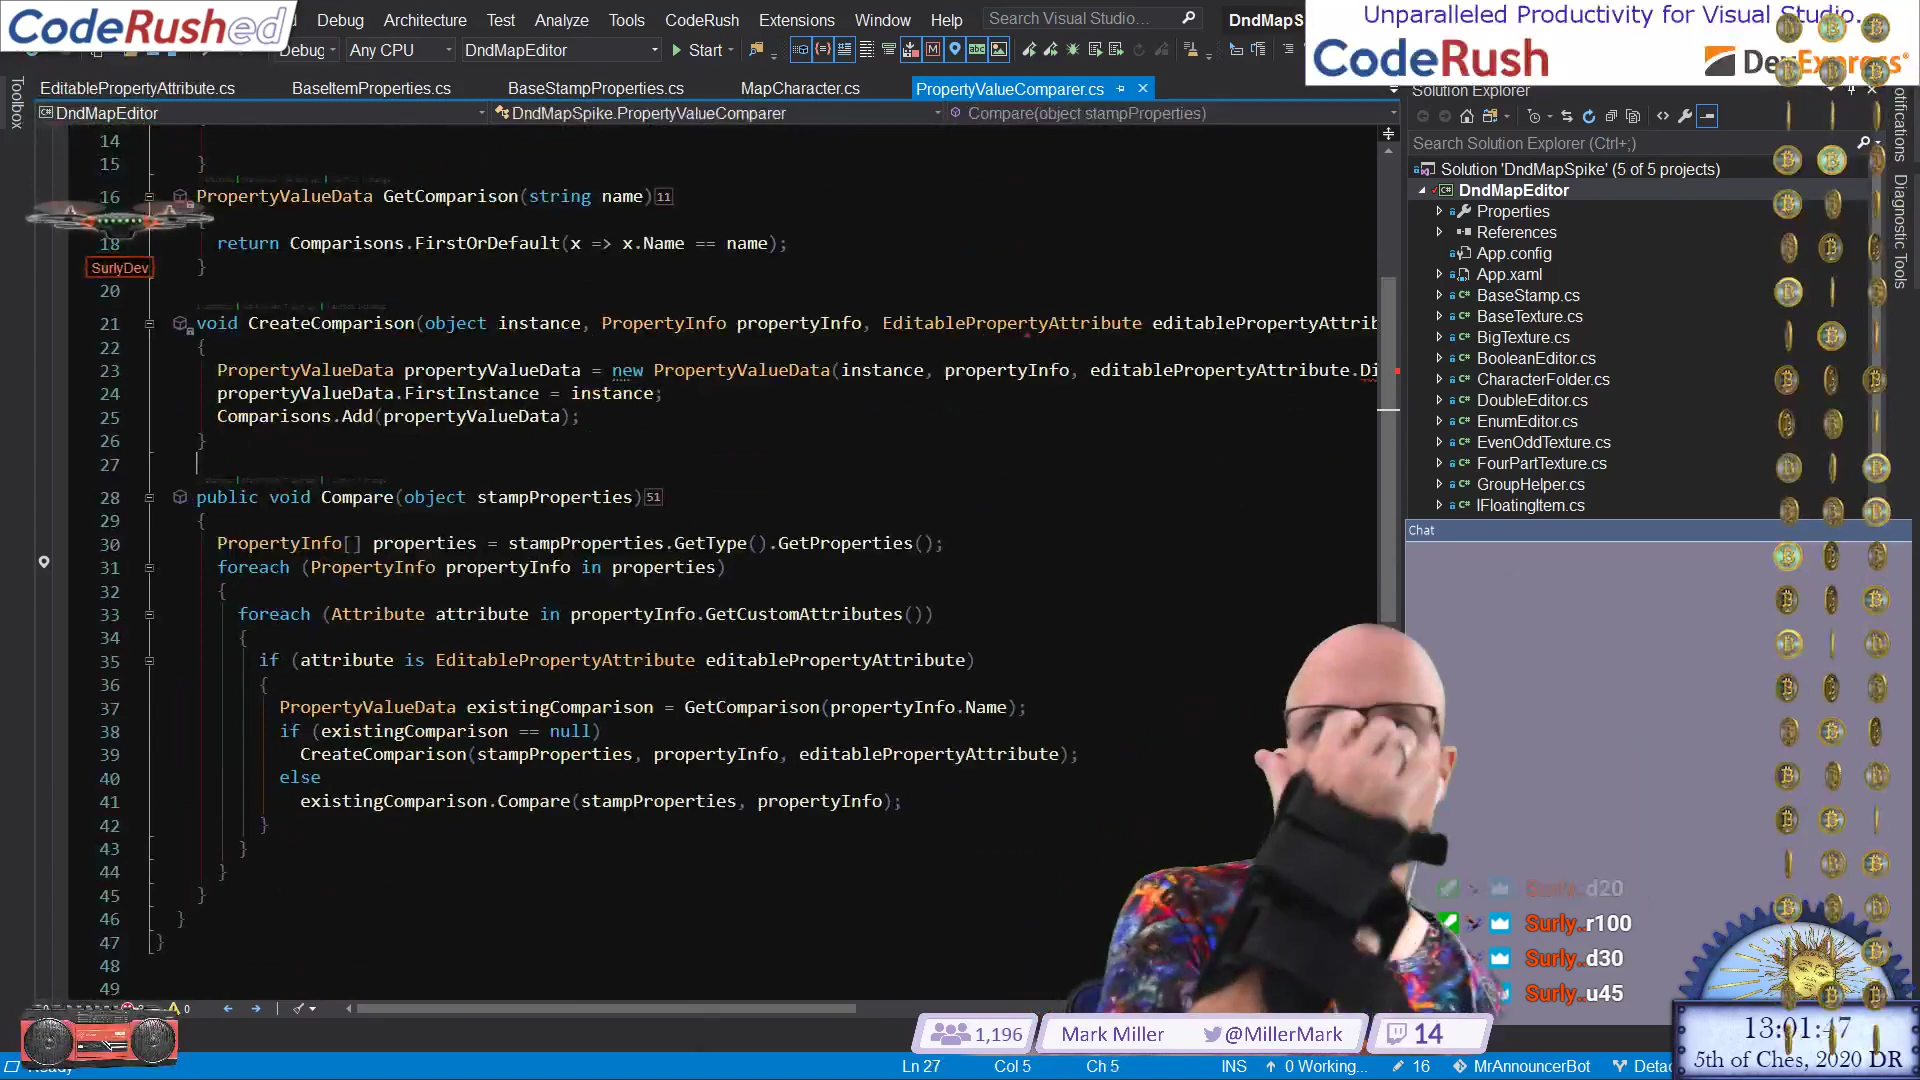 CodeRushed
Debug Architecture Test Analyze Tools CodeRush Extensions Window Help Search Visual Studio... DndMapS
Debug Any CPU DndMapEditor Start
Unparalleled Productivity for Visual Studio...
CodeRush DevExpress
EditablePropertyAttribute.cs BaseItemProperties.cs BaseStampProperties.cs MapCharacter.cs PropertyValueComparer.cs
Toolbox
DndMapEditor DndMapSpike.PropertyValueComparer Compare(object stampProperties)
14
15 }
16 PropertyValueData GetComparison(string name) 11
18 return Comparisons.FirstOrDefault(x => x.Name == name);
SurlyDev }
20
21 void CreateComparison(object instance, PropertyInfo propertyInfo, EditablePropertyAttribute editablePropertyAttrib
22 {
23 PropertyValueData propertyValueData = new PropertyValueData(instance, propertyInfo, editablePropertyAttribute.Di
24 propertyValueData.FirstInstance = instance;
25 Comparisons.Add(propertyValueData);
26 }
27
28 public void Compare(object stampProperties) 51
29 {
30 PropertyInfo[] properties = stampProperties.GetType().GetProperties();
31 foreach (PropertyInfo propertyInfo in properties)
32 {
33 foreach (Attribute attribute in propertyInfo.GetCustomAttributes())
34 {
35 if (attribute is EditablePropertyAttribute editablePropertyAttribute)
36 {
37 PropertyValueData existingComparison = GetComparison(propertyInfo.Name);
38 if (existingComparison == null)
39 CreateComparison(stampProperties, propertyInfo, editablePropertyAttribute);
40 else
41 existingComparison.Compare(stampProperties, propertyInfo);
42 }
43 }
44 }
45 }
46 }
47 }
48
49
Solution Explorer
Search Solution Explorer (Ctrl+;)
Solution 'DndMapSpike' (5 of 5 projects)
DndMapEditor
Properties
References
App.config
App.xaml
BaseStamp.cs
BaseTexture.cs
BigTexture.cs
BooleanEditor.cs
CharacterFolder.cs
DoubleEditor.cs
EnumEditor.cs
EvenOddTexture.cs
FourPartTexture.cs
GroupHelper.cs
IFloatingItem.cs
Notifications
Diagnostic Tools
Chat
Surly..d20
Surly..r100
Surly..d30
Surly..u45
0
1,196 Mark Miller @MillerMark 14
13:01:47
5th of Ches, 2020 DR
Ready Ln 27 Col 5 Ch 5 INS 0 Working... 16 MrAnnouncerBot Detac